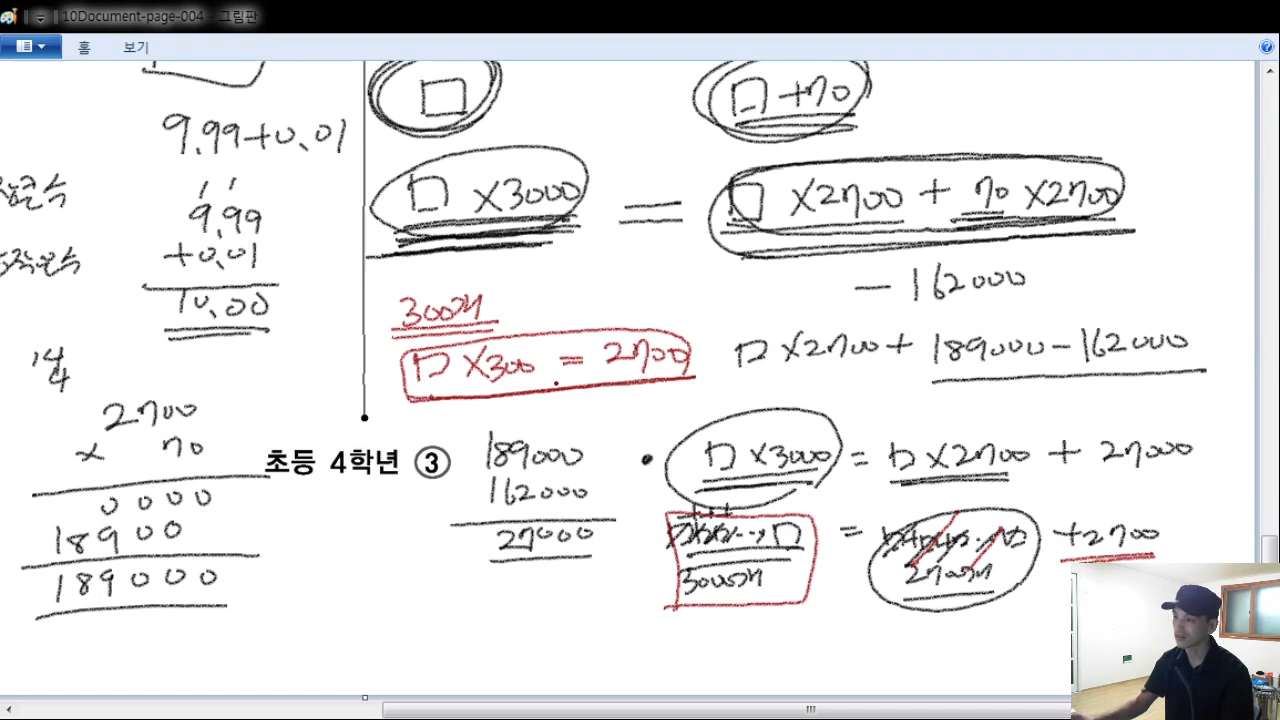 10Document-page-004 - 그림판
홈 보기
9.99+0.01
9.99
+0.01
10.00
2700
× 70
0000
18900
189000
□
□ +70
□ ×3000 = □ ×2700 + 70 ×2700
- 162000
300개
□ ×300 = 2700
□ ×2700 + 189000 - 162000
초등 4학년 ③
189000
162000
27000
□ ×3000 = □ ×2700 + 27000
= +2700
3000개
2700개